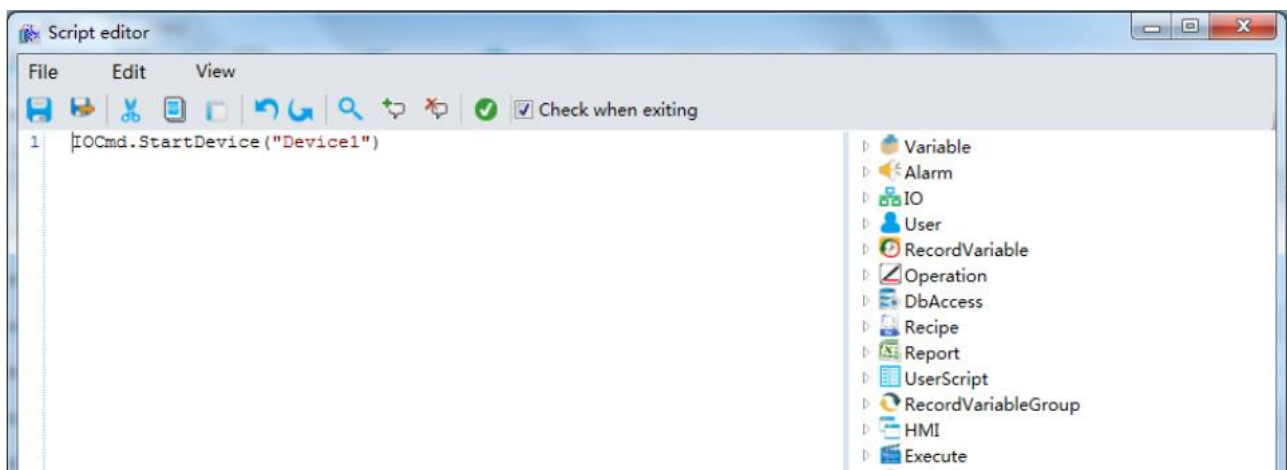 Script editor
File Edit View
Check when exiting
1 IOCmd.StartDevice("Device1")
Variable
Alarm
IO
User
RecordVariable
Operation
DbAccess
Recipe
Report
UserScript
RecordVariableGroup
HMI
Execute